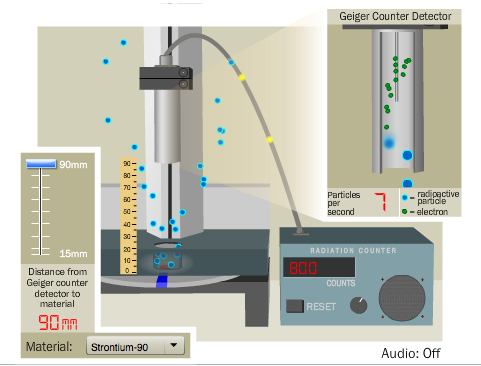 Geiger Counter Detector
Particles
per
second
7
= radioactive
particle
= electron
90mm
15mm
Distance from
Geiger counter
detector to
material
90mm
90
80
70
60
50
40
30
20
10
0
RADIATION COUNTER
800
COUNTS
RESET
Material:
Strontium-90
Audio: Off